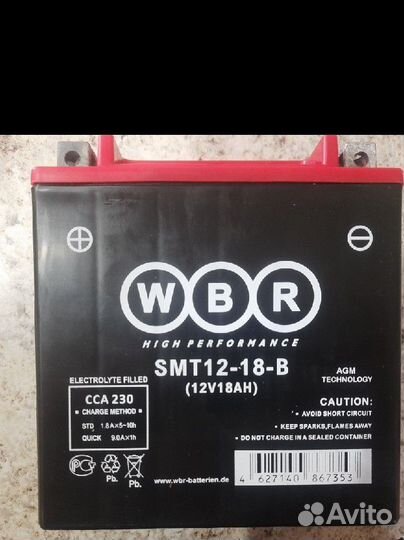 WBR
HIGH PERFORMANCE
SMT12-18-B
(12V18AH)
AGM
TECHNOLOGY
ELECTROLYTE FILLED
CCA 230
• CHARGE METHOD •
STD 1.8A×5~10h
QUICK 9.0A×1h
CAUTION:
• AVOID SHORT CIRCUIT
• KEEP SPARKS,FLAMES AWAY
• DO NOT CHARGE IN A SEALED CONTAINER
Pb. Pb.
www.wbr-batterien.de
4 627140 867353
Avito